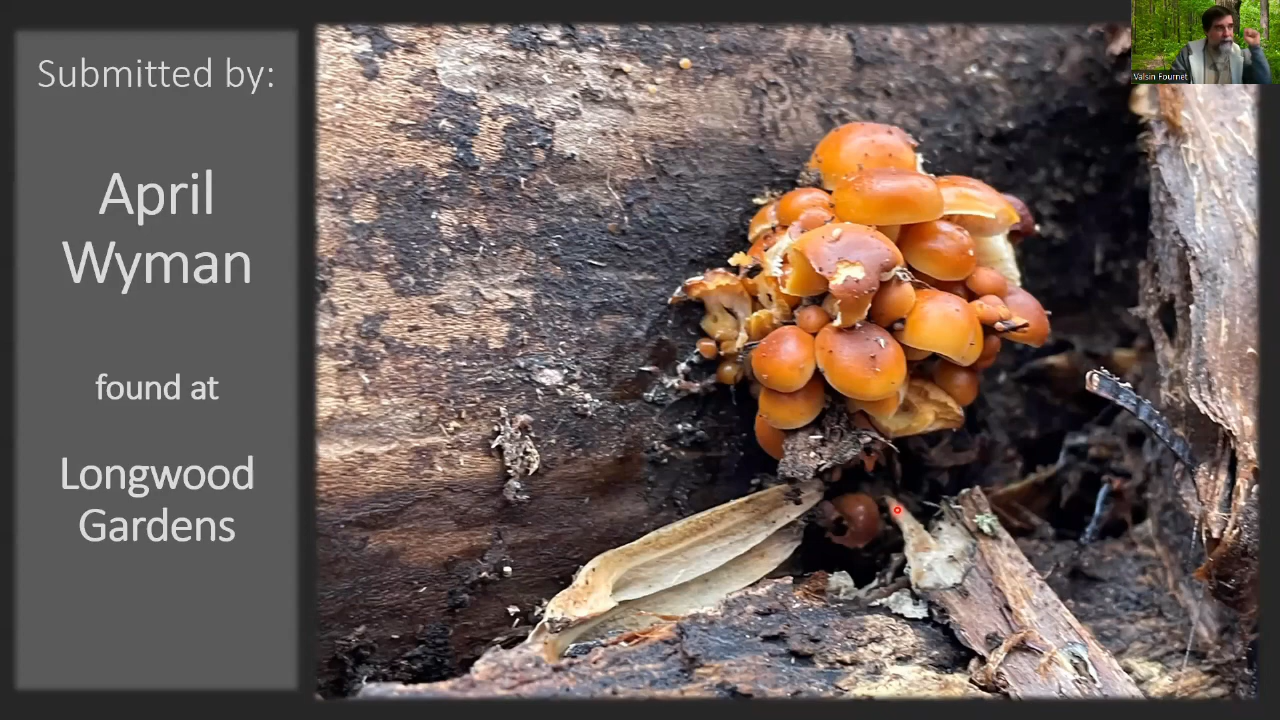 Submitted by:
April
Wyman
found at
Longwood
Gardens
Valsin Fournet